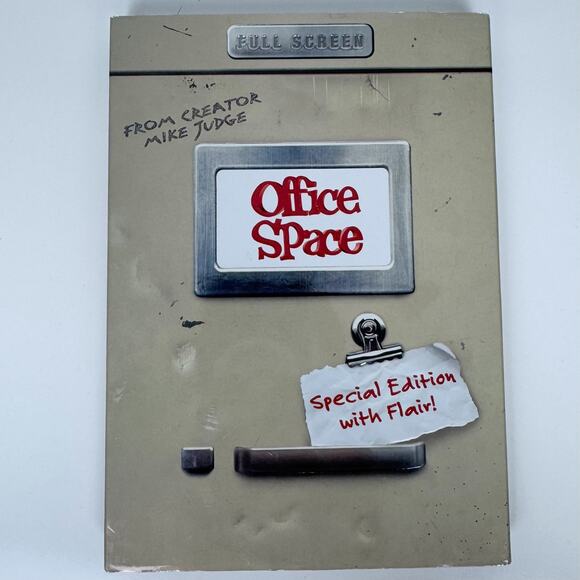 FULL SCREEN
FROM CREATOR
MIKE JUDGE
Office
Space
Special Edition
with Flair!